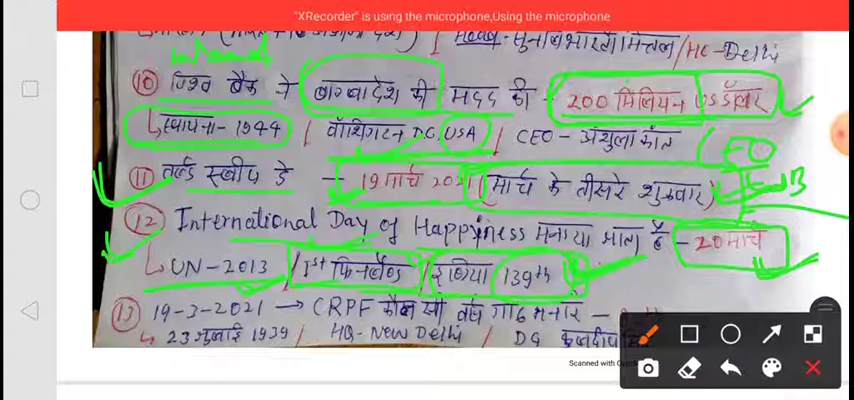 "XRecorder" is using the microphone,Using the microphone
Head-सुनील भारती मित्तल/HQ-Delhi
⑩ विश्व बैंक ने बांग्लादेश की मदद की - 200 मिलियन US डॉलर
स्थापना-1944 / वॉशिंगटन DC, USA / CEO-अंशुला कांत
⑪ वर्ल्ड स्लीप डे - 19 मार्च 2021 (मार्च के तीसरे शुक्रवार)
⑫ International Day of Happiness मनाया जाता है - 20 मार्च
UN-2013 / 1st फिनलैंड / इंडिया 139th
⑬ 19-3-2021 → CRPF कौन सी वर्ष गांठ मनाई -
23 जुलाई 1939 / HQ-New Delhi / DG कुलदीप
Scanned with